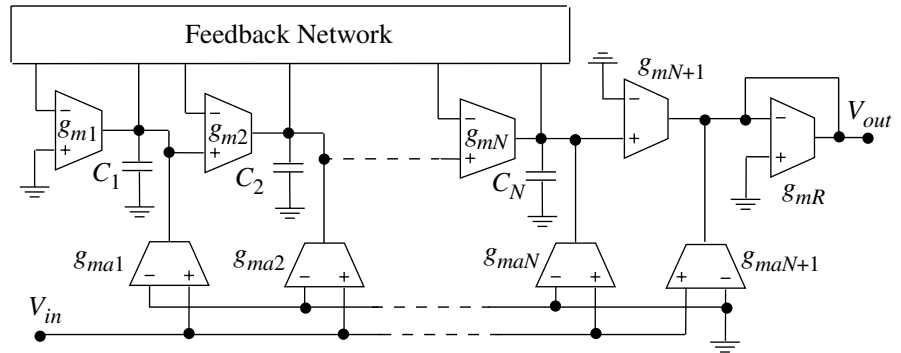 Feedback Network
g_{mN+1}
g_{m1}
g_{m2}
g_{mN}
V_{out}
C_1
C_2
C_N
g_{mR}
g_{ma1}
g_{ma2}
g_{maN}
g_{maN+1}
V_{in}